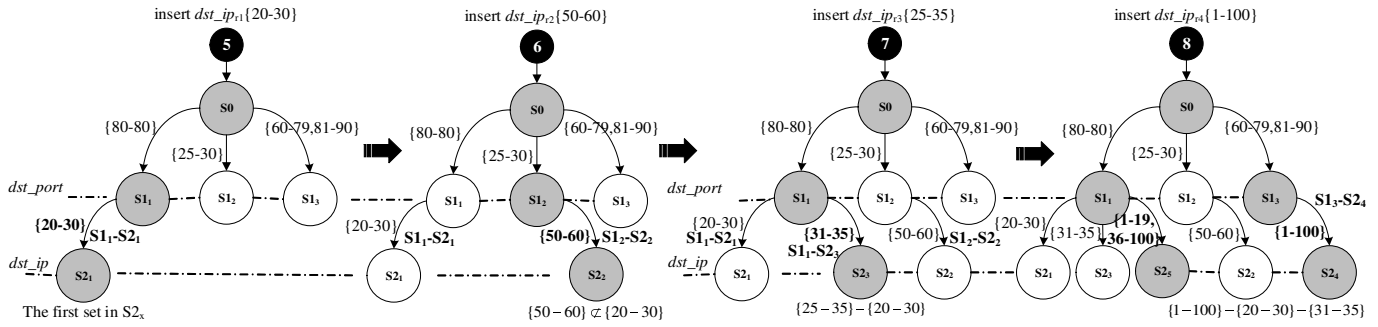 insert dst_ip_r1{20-30}
insert dst_ip_r2{50-60}
insert dst_ip_r3{25-35}
insert dst_ip_r4{1-100}
5
6
7
8
S0
S0
S0
S0
{80-80}
{60-79,81-90}
{80-80}
{60-79,81-90}
{80-80}
{60-79,81-90}
{80-80}
{60-79,81-90}
{25-30}
{25-30}
{25-30}
{25-30}
dst_port
dst_port
S1₁
S1₂
S1₃
S1₁
S1₂
S1₃
S1₁
S1₂
S1₃
S1₁
S1₂
S1₃
{20-30}
S1₁-S2₁
{20-30}
S1₁-S2₁
{50-60}
S1₂-S2₂
{20-30}
S1₁-S2₁
{31-35}
S1₁-S2₃
{50-60}
S1₂-S2₂
{20-30}
{31-35}
{1-19,
36-100}
{50-60}
S1₃-S2₄
{1-100}
dst_ip
dst_ip
S2₁
S2₁
S2₂
S2₁
S2₃
S2₂
S2₁
S2₃
S2₅
S2₂
S2₄
The first set in S2ₓ
{50−60} ⊄ {20−30}
{25−35}−{20−30}
{1−100}−{20−30}−{31−35}